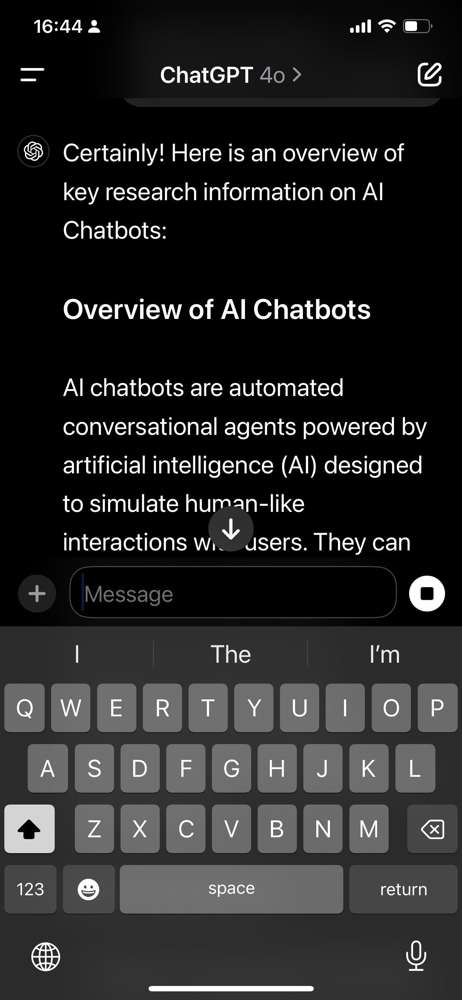 16:44
ChatGPT 4o
Certainly! Here is an overview of
key research information on AI
Chatbots:
Overview of AI Chatbots
AI chatbots are automated
conversational agents powered by
artificial intelligence (AI) designed
to simulate human-like
interactions with users. They can
Message
I The I’m
Q W E R T Y U I O P
A S D F G H J K L
Z X C V B N M
123 space return